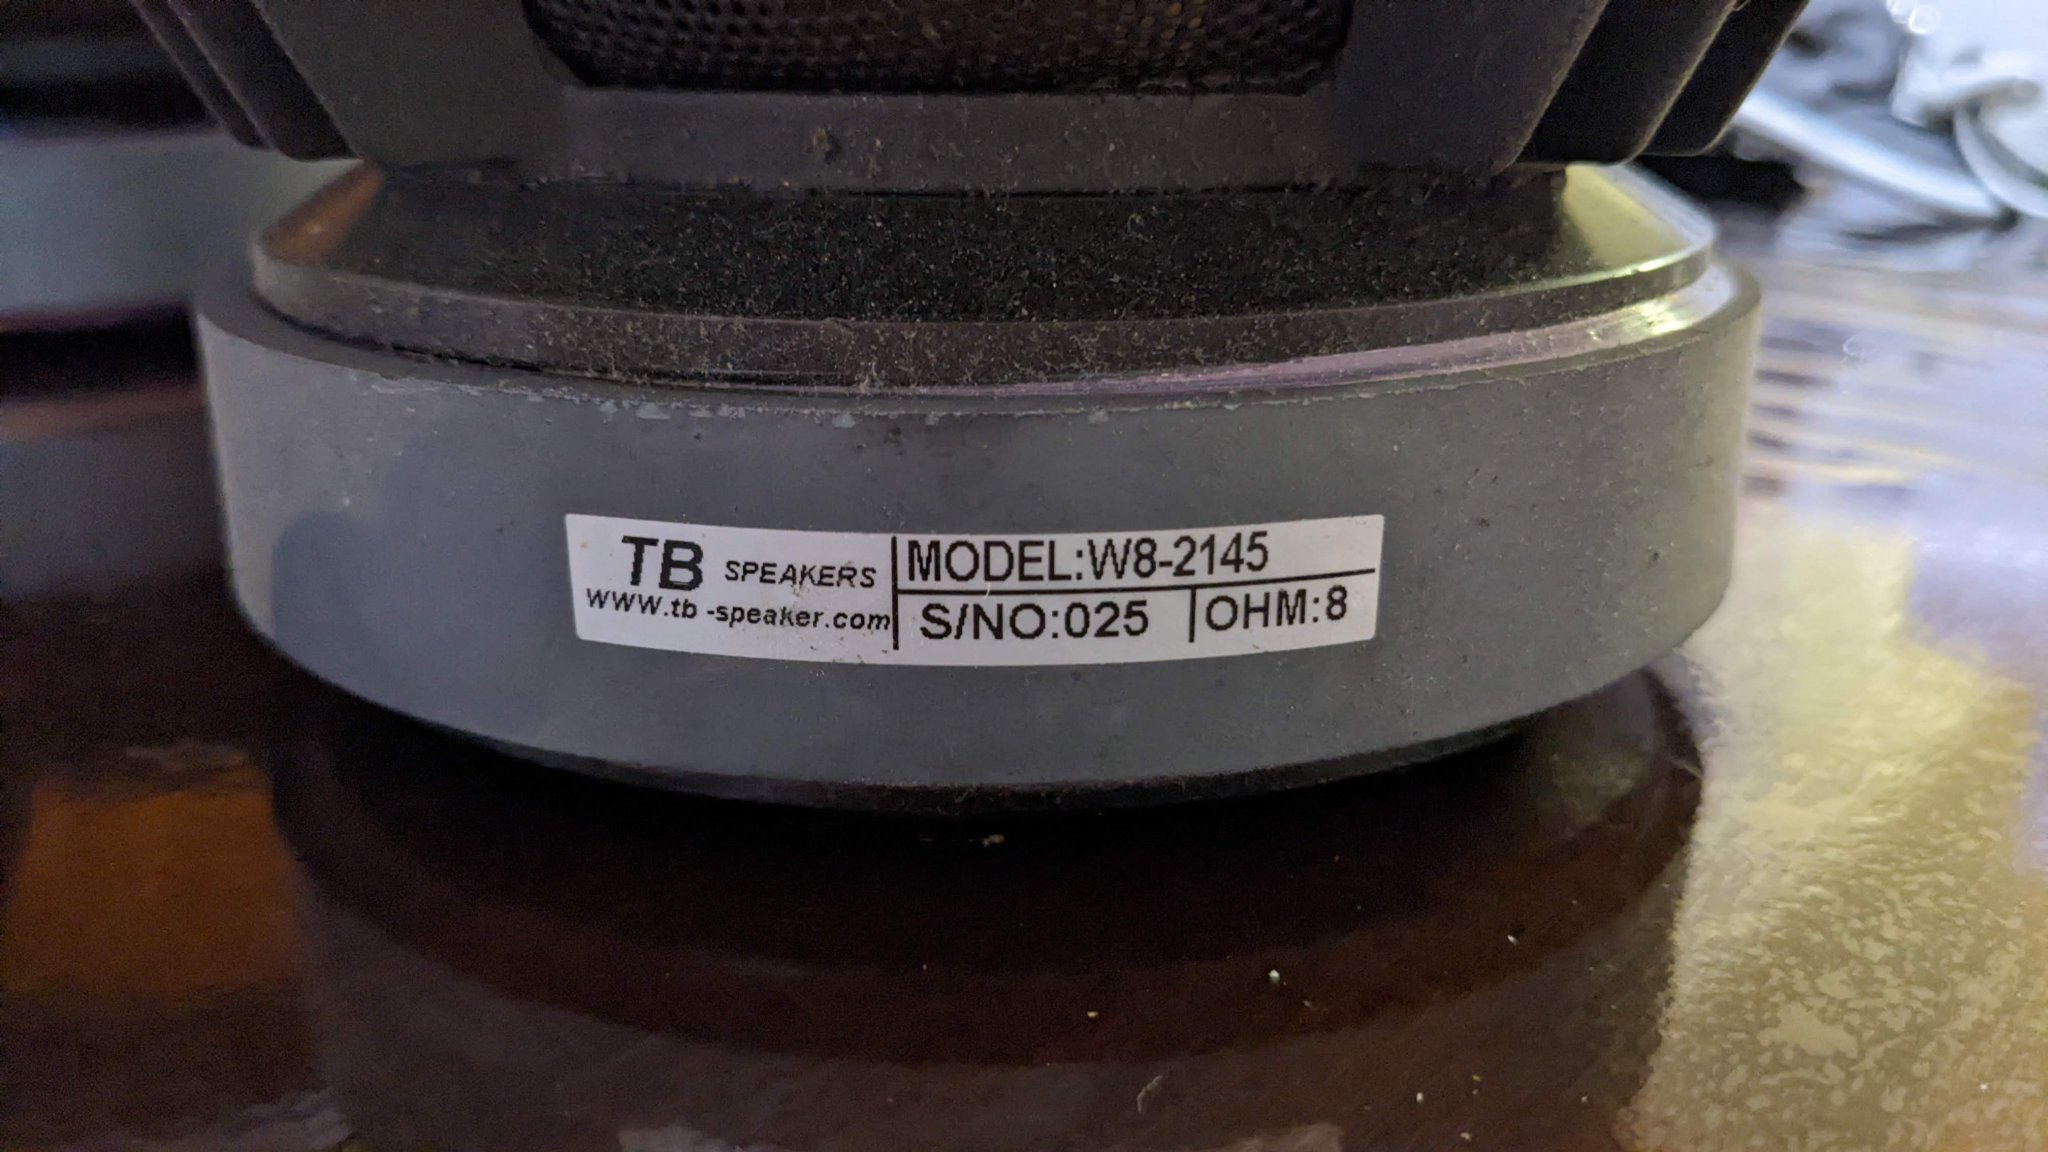 TB SPEAKERS
www.tb -speaker.com
MODEL:W8-2145
S/NO:025
OHM:8